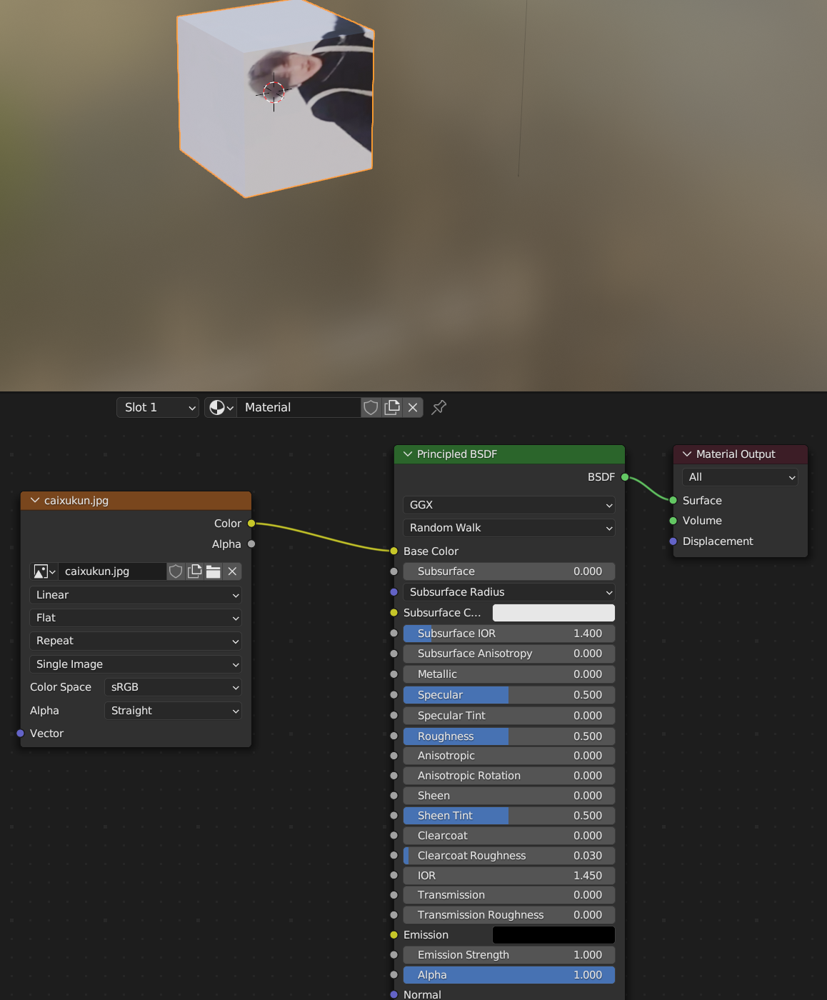 Slot 1 Material
Principled BSDF
Material Output
BSDF
All
caixukun.jpg
Color
Alpha
caixukun.jpg
Linear
Flat
Repeat
Single Image
Color Space sRGB
Alpha Straight
Vector
GGX
Random Walk
Base Color
Subsurface 0.000
Subsurface Radius
Subsurface C...
Subsurface IOR 1.400
Subsurface Anisotropy 0.000
Metallic 0.000
Specular 0.500
Specular Tint 0.000
Roughness 0.500
Anisotropic 0.000
Anisotropic Rotation 0.000
Sheen 0.000
Sheen Tint 0.500
Clearcoat 0.000
Clearcoat Roughness 0.030
IOR 1.450
Transmission 0.000
Transmission Roughness 0.000
Emission
Emission Strength 1.000
Alpha 1.000
Normal
Surface
Volume
Displacement